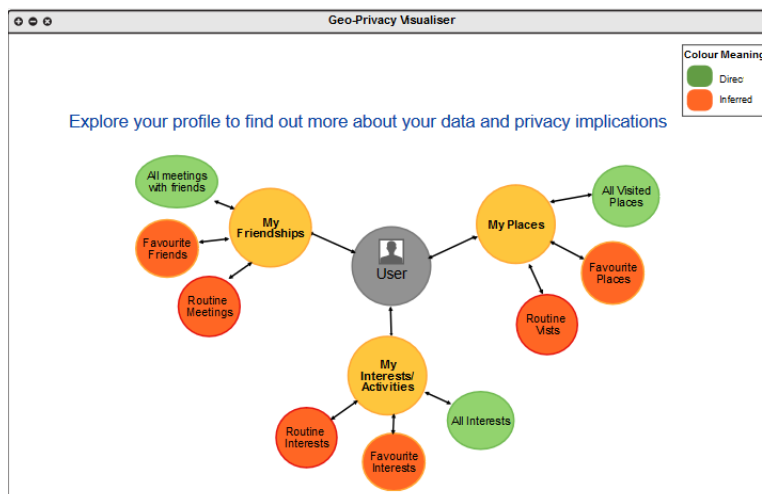 Geo-Privacy Visualiser
Colour Meaning
Direc
Inferred
Explore your profile to find out more about your data and privacy implications
All meetings
with friends
Favourite
Friends
Routine
Meetings
My
Friendships
User
My Places
All Visited
Places
Favourite
Places
Routine
Vists
My
Interests/
Activities
Routine
Interests
Favourite
Interests
All Interests